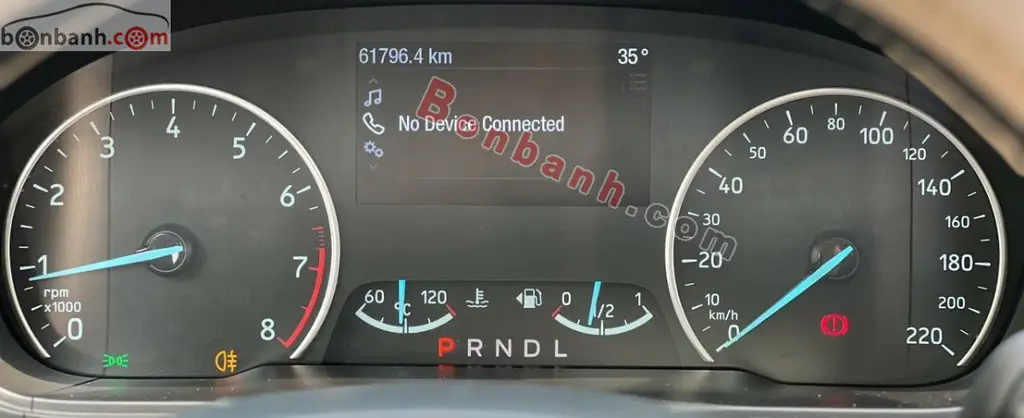 bonbanh.com
61796.4 km 35°
No Device Connected
Bonbanh.com
0 1 2 3 4 5 6 7 8
rpm
x1000
60 °C 120
0 1/2 1
P R N D L
0 10 20 30 40 50 60 80 100 120 140 160 180 200 220
km/h